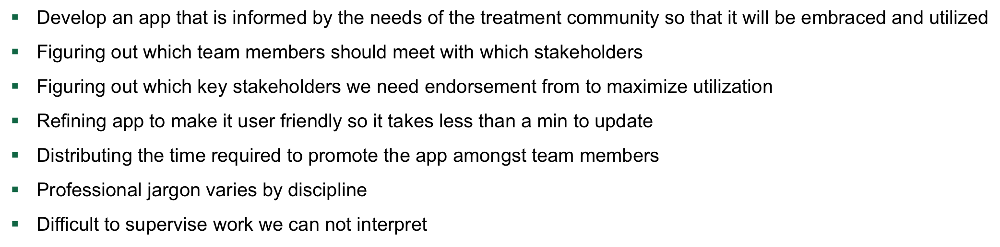 ▪ Develop an app that is informed by the needs of the treatment community so that it will be embraced and utilized
▪ Figuring out which team members should meet with which stakeholders
▪ Figuring out which key stakeholders we need endorsement from to maximize utilization
▪ Refining app to make it user friendly so it takes less than a min to update
▪ Distributing the time required to promote the app amongst team members
▪ Professional jargon varies by discipline
▪ Difficult to supervise work we can not interpret